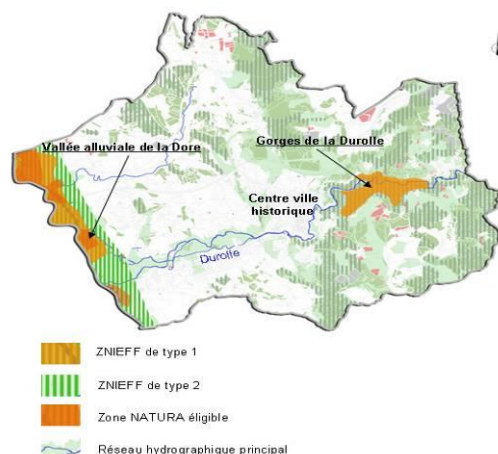 Vallée alluviale de la Dore
Gorges de la Durolle
Centre ville
historique
Durolle
ZNIEFF de type 1
ZNIEFF de type 2
Zone NATURA éligible
Réseau hydrographique principal